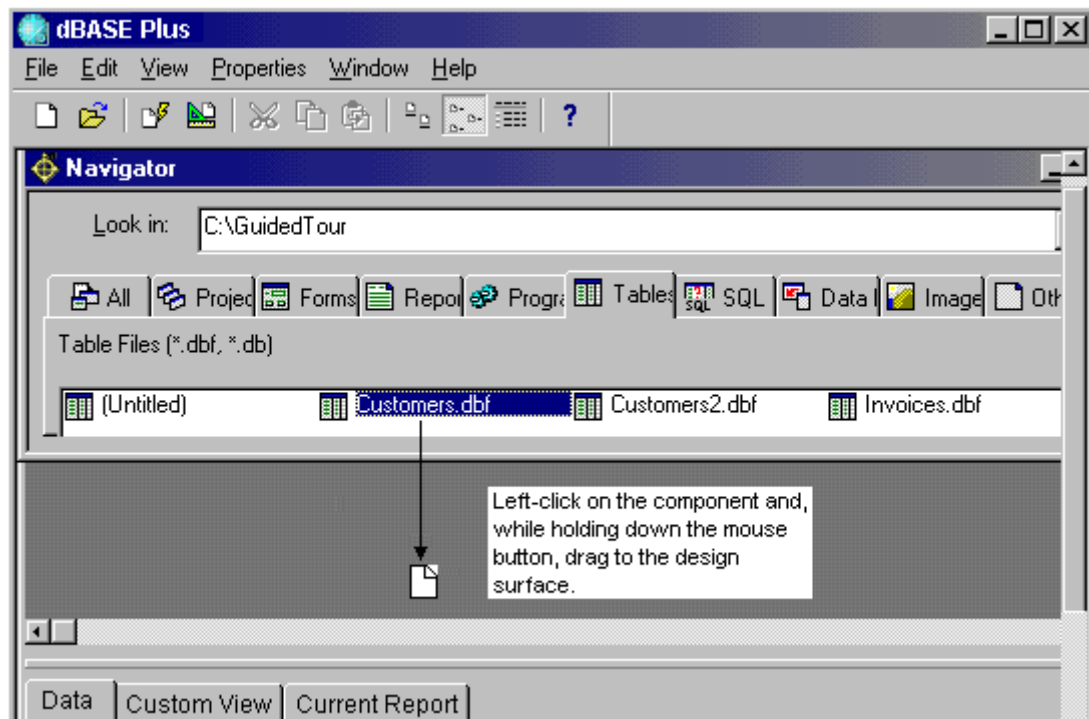 dBASE Plus
File Edit View Properties Window Help
Navigator
Look in: C:\GuidedTour
All Projec Forms Repor Progra Tables SQL Data Image Oth
Table Files (*.dbf, *.db)
(Untitled) Customers.dbf Customers2.dbf Invoices.dbf
Left-click on the component and,
while holding down the mouse
button, drag to the design
surface.
Data Custom View Current Report